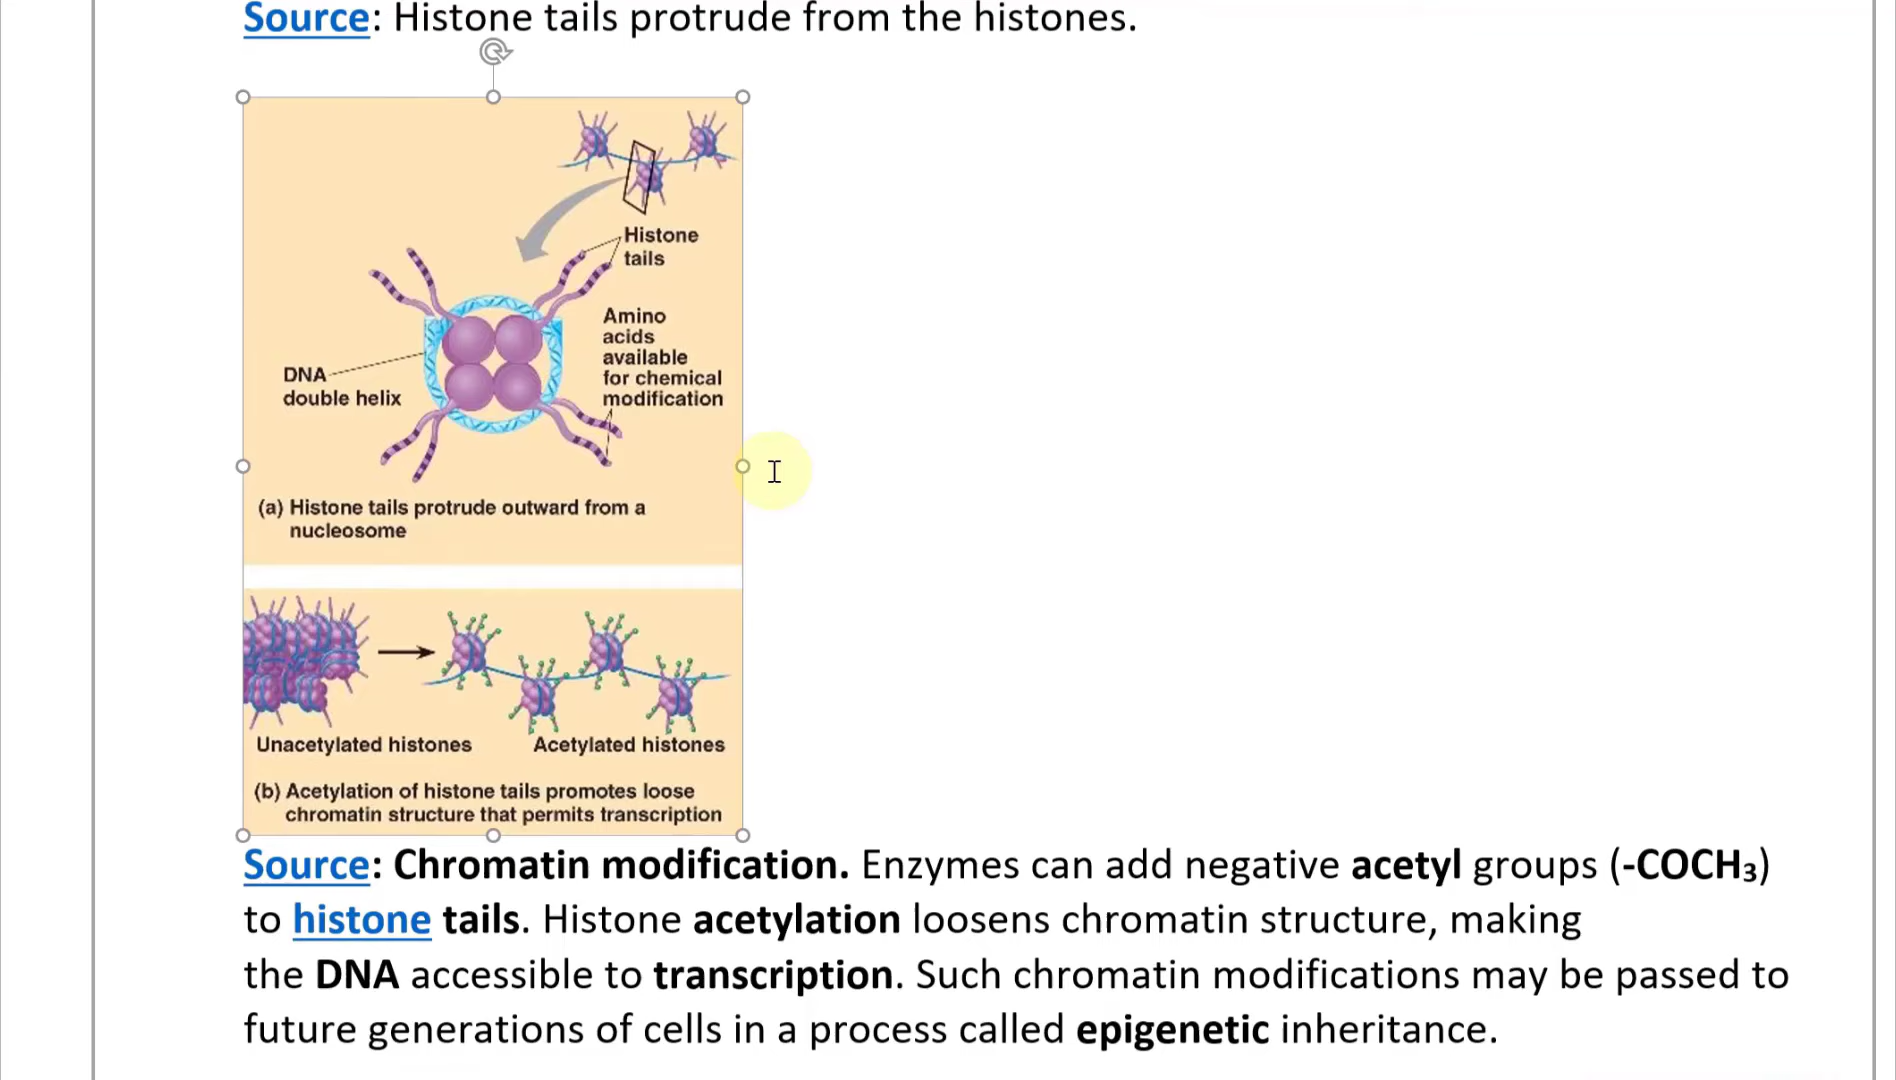 Source: Histone tails protrude from the histones.
Histone
tails
Amino
acids
available
for chemical
modification
DNA
double helix
(a) Histone tails protrude outward from a
nucleosome
Unacetylated histones
Acetylated histones
(b) Acetylation of histone tails promotes loose
chromatin structure that permits transcription
Source: Chromatin modification. Enzymes can add negative acetyl groups (-COCH₃)
to histone tails. Histone acetylation loosens chromatin structure, making
the DNA accessible to transcription. Such chromatin modifications may be passed to
future generations of cells in a process called epigenetic inheritance.